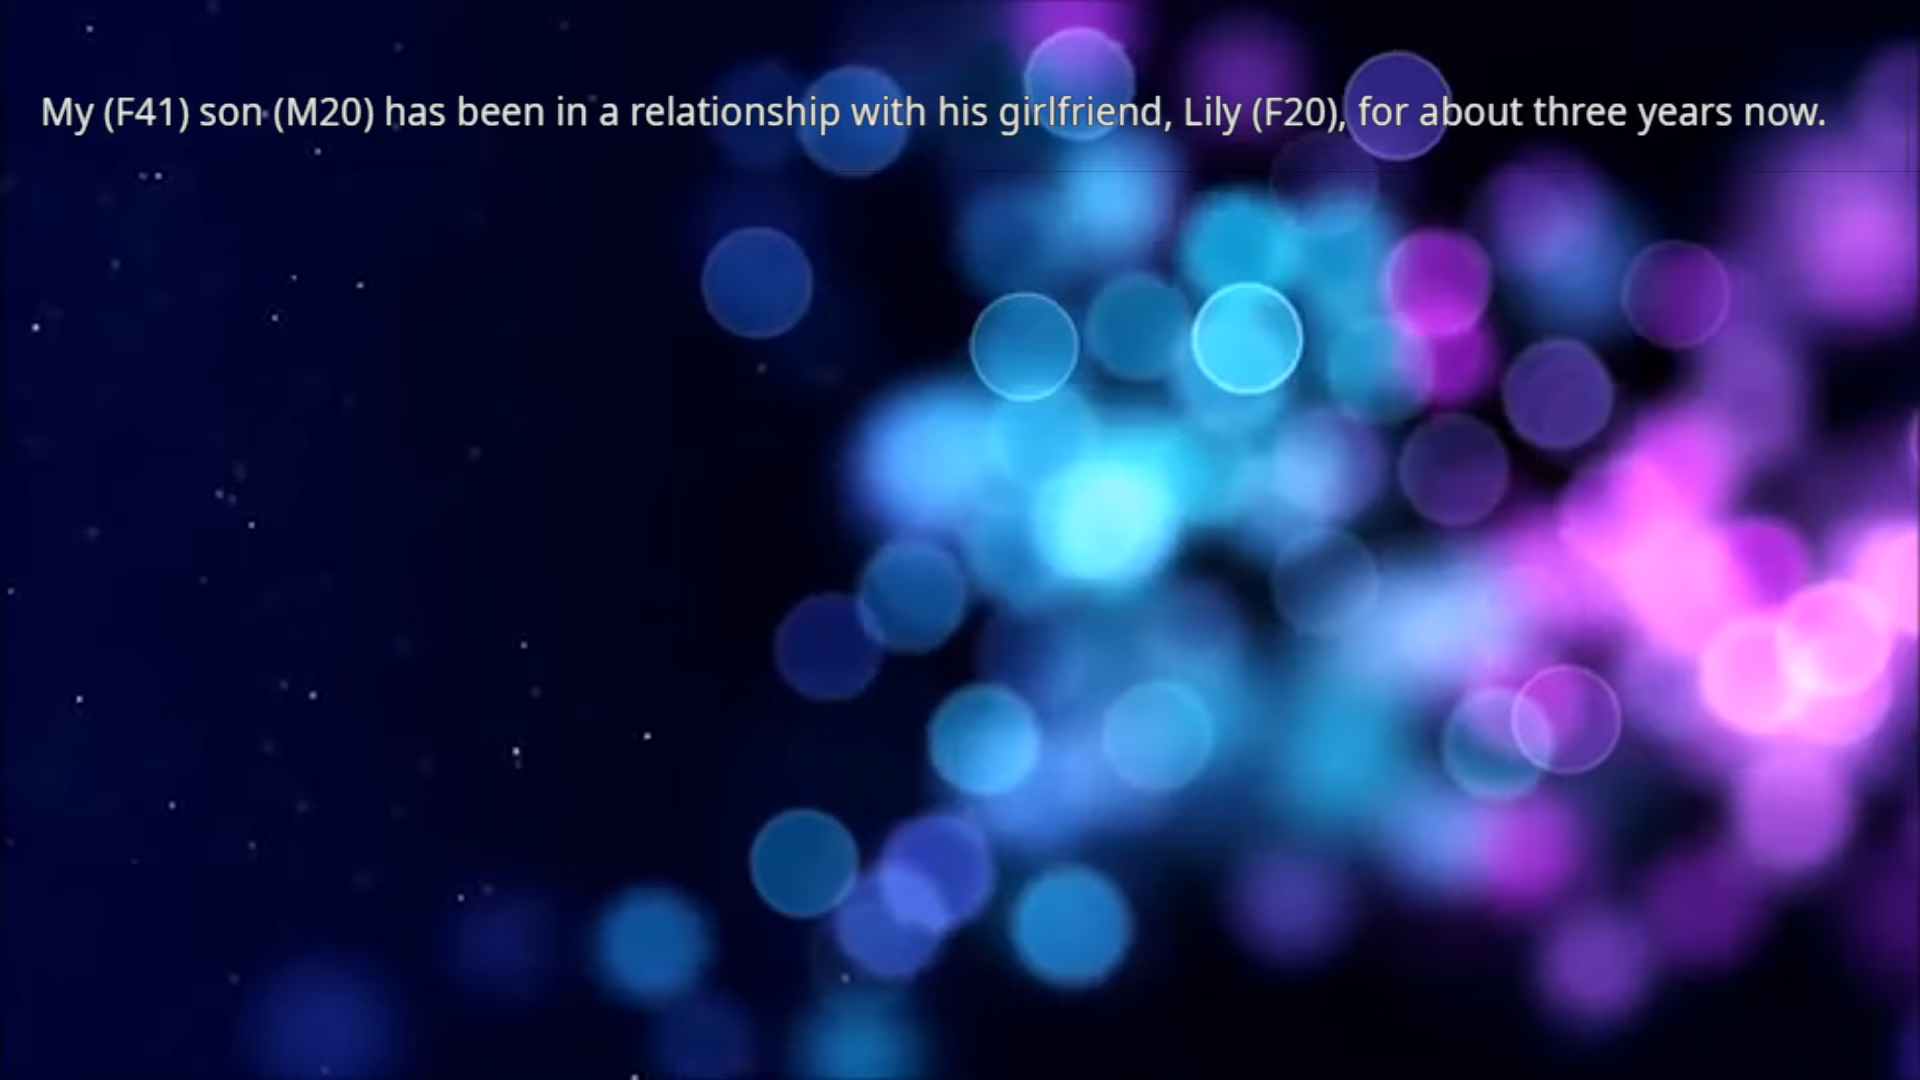 My (F41) son (M20) has been in a relationship with his girlfriend, Lily (F20), for about three years now.